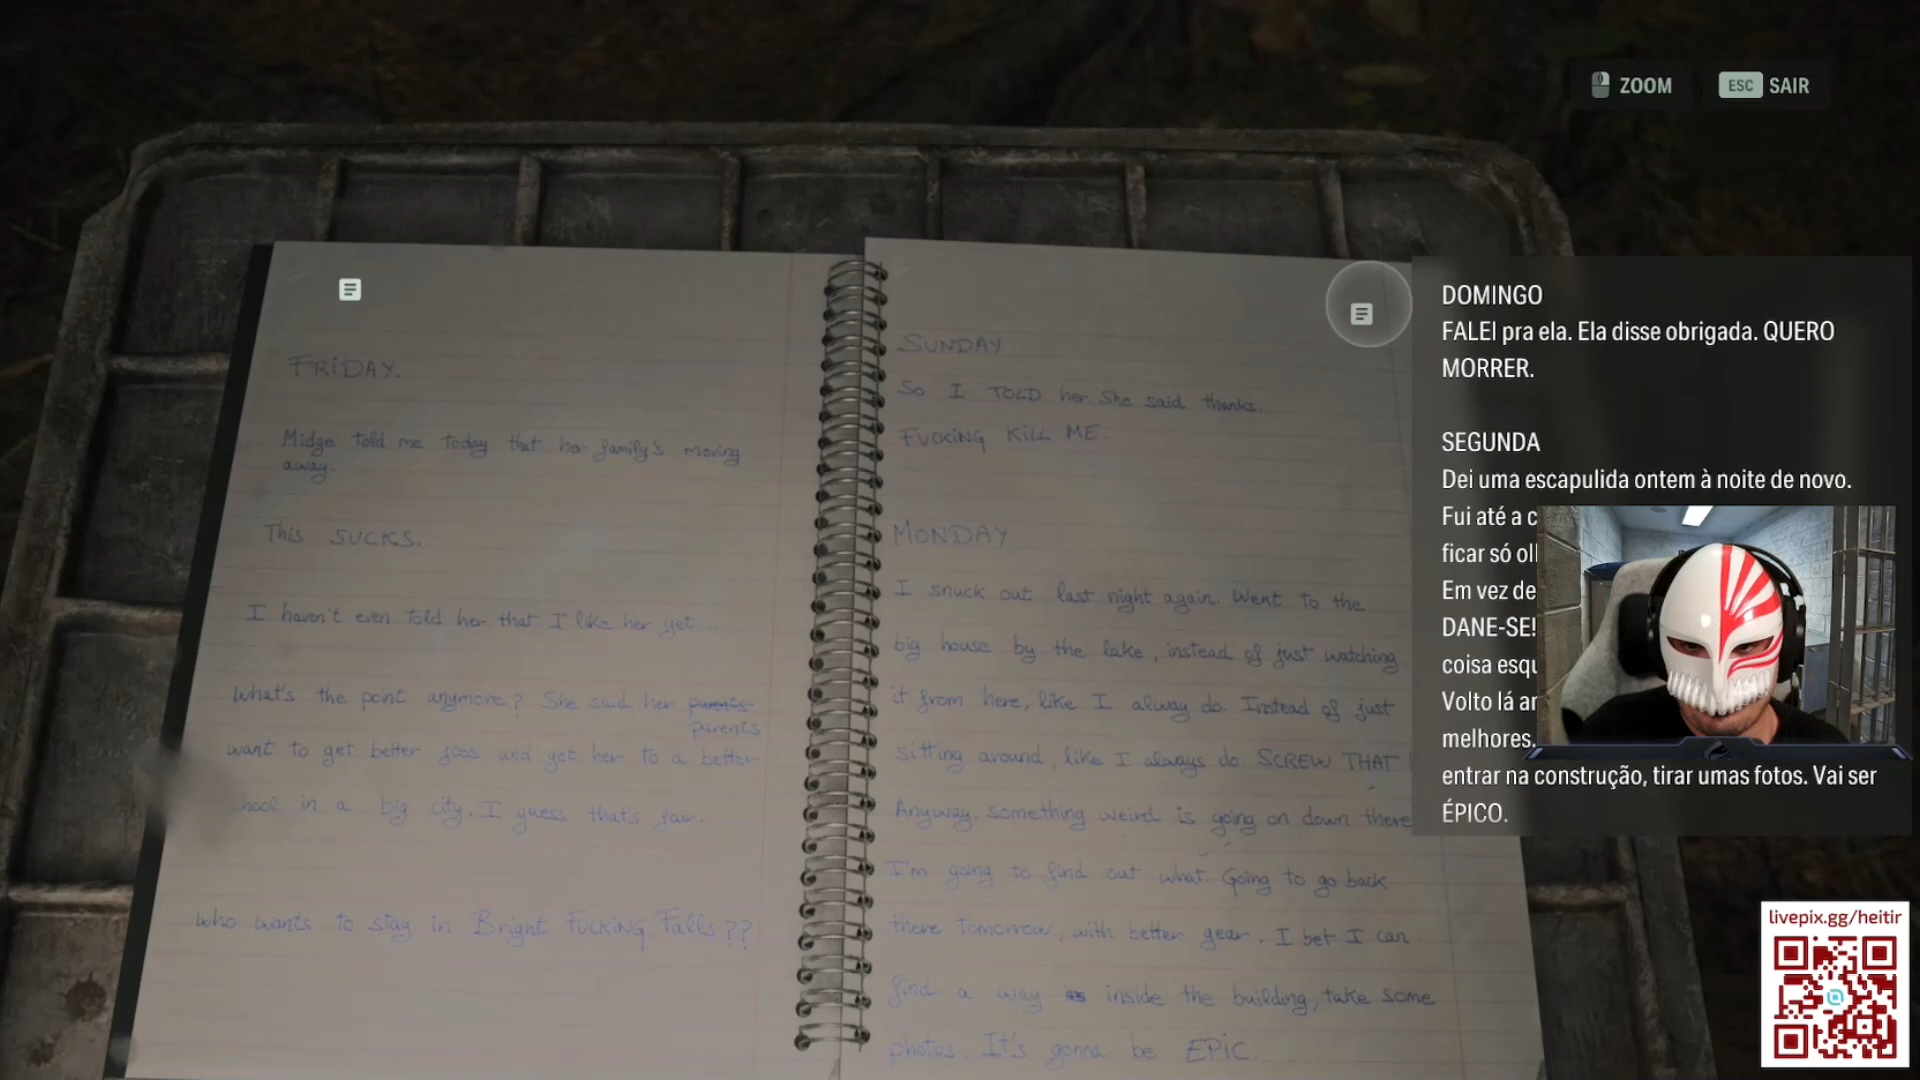 ZOOM
ESC SAIR
FRIDAY.
Midge told me today that her family's moving
away.
This SUCKS.
I haven't even told her that I like her yet...
what's the point anymore? She said her parents
parents
want to get better jobs and get her to a better
hool in a big city. I guess that's fair.
who wants to stay in Bright FUCKING Falls??
SUNDAY
So I TOLD her. She said thanks.
FUCKING KILL ME.
MONDAY
I snuck out last night again. Went to the
big house by the lake, instead of just watching
it from here, like I alway do. Instead of just
sitting around, like I always do. SCREW THAT
Anyway, something weird is going on down there
I'm going to find out what. Going to go back
there tomorrow, with better gear. I bet I can
find a way inside the building, take some
photos. It's gonna be EPIC.
DOMINGO
FALEI pra ela. Ela disse obrigada. QUERO
MORRER.
SEGUNDA
Dei uma escapulida ontem à noite de novo.
Fui até a c
ficar só ol
Em vez de
DANE-SE!
coisa esqu
Volto lá a
melhores.
entrar na construção, tirar umas fotos. Vai ser
ÉPICO.
livepix.gg/heitir